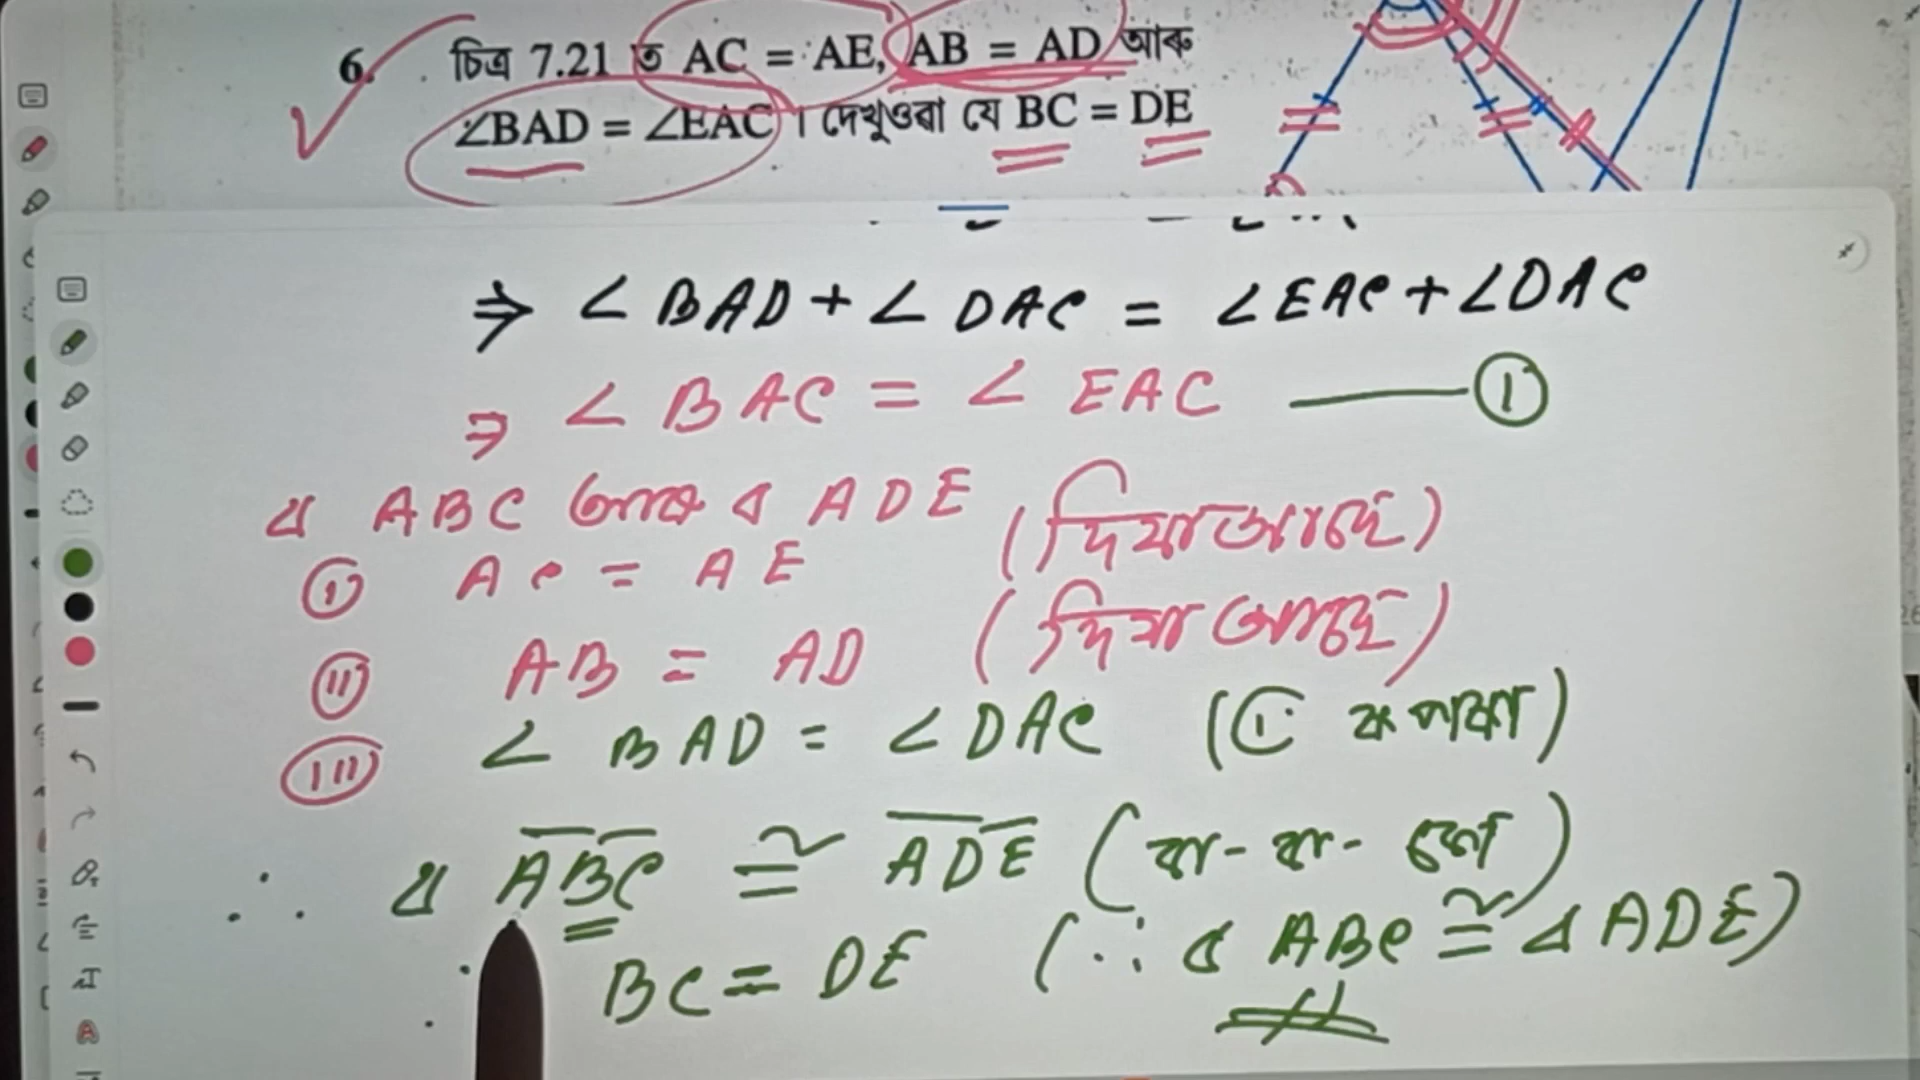 6. চিত্ৰ 7.21 ত AC = AE, AB = AD আৰু
∠BAD = ∠EAC । দেখুওৱা যে BC = DE
⇒ ∠BAD + ∠DAC = ∠EAC + ∠DAC
⇒ ∠BAC = ∠EAC —— ①
Δ ABC আৰু Δ ADE
(i) AC = AE (দিয়া আছে)
(ii) AB = AD (দিয়া আছে)
(iii) ∠BAD = ∠DAC
∴ Δ ABC ≅ ADE (বা-বা-কো)
BC = DE (∵ Δ ABC ≅ Δ ADE)